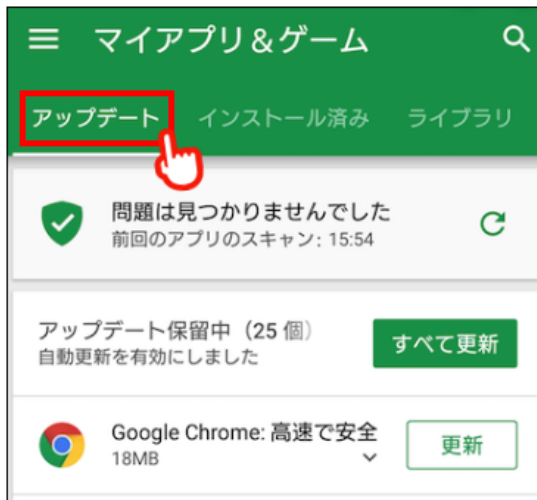 マイアプリ＆ゲーム
アップデート インストール済み ライブラリ
問題は見つかりませんでした
前回のアプリのスキャン: 15:54
アップデート保留中（25 個）
自動更新を有効にしました
すべて更新
Google Chrome: 高速で安全
18MB
更新